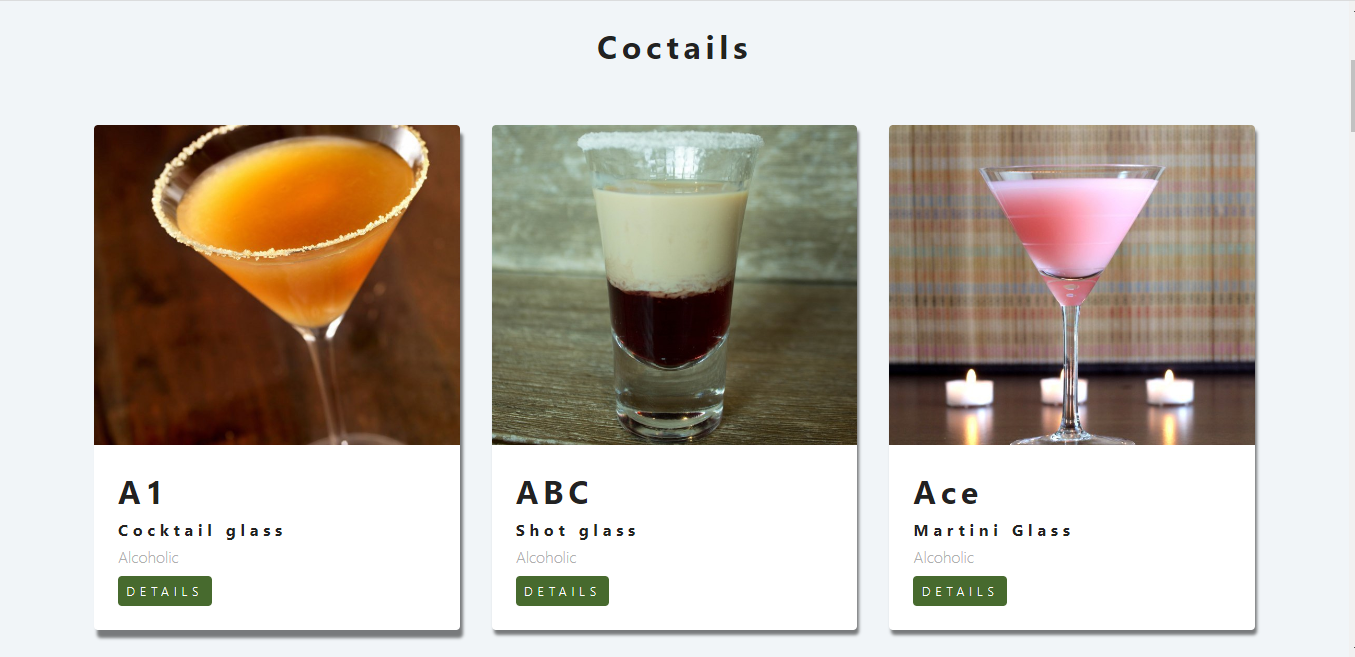 Coctails
A1
Cocktail glass
Alcoholic
DETAILS
ABC
Shot glass
Alcoholic
DETAILS
Ace
Martini Glass
Alcoholic
DETAILS